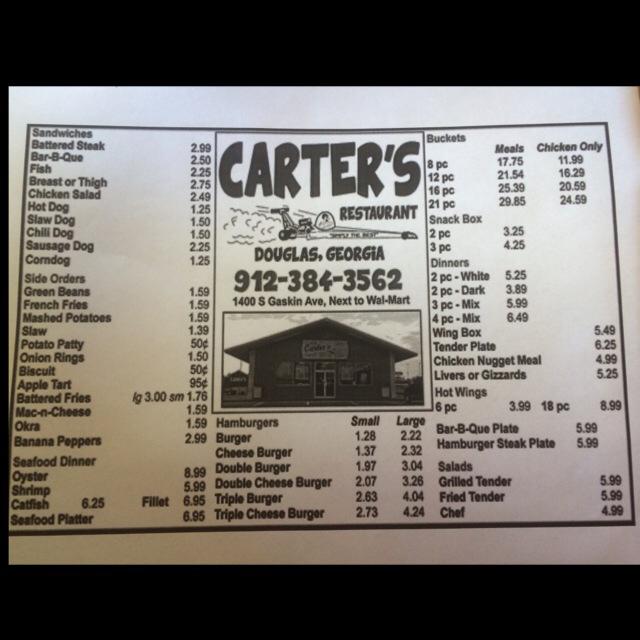 Sandwiches
Battered Steak 2.99
Bar-B-Que 2.50
Fish 2.25
Breast or Thigh 2.75
Chicken Salad 2.49
Hot Dog 1.25
Slaw Dog 1.50
Chili Dog 1.50
Sausage Dog 2.25
Corndog 1.25
Side Orders
Green Beans 1.59
French Fries 1.59
Mashed Potatoes 1.59
Slaw 1.39
Potato Patty 50¢
Onion Rings 1.50
Biscuit 50¢
Apple Tart 95¢
Battered Fries lg 3.00 sm 1.76
Mac-n-Cheese 1.59
Okra 1.59
Banana Peppers 2.99
Seafood Dinner
Oyster 8.99
Shrimp 5.99
Catfish 6.25 Fillet 6.95
Seafood Platter 6.95
CARTER'S
RESTAURANT
"SIMPLY THE BEST"
DOUGLAS, GEORGIA
912-384-3562
1400 S Gaskin Ave, Next to Wal-Mart
Carter's
Hamburgers Small Large
Burger 1.28 2.22
Cheese Burger 1.37 2.32
Double Burger 1.97 3.04
Double Cheese Burger 2.07 3.26
Triple Burger 2.63 4.04
Triple Cheese Burger 2.73 4.24
Buckets
Meals Chicken Only
8 pc 17.75 11.99
12 pc 21.54 16.29
16 pc 25.39 20.59
21 pc 29.85 24.59
Snack Box
2 pc 3.25
3 pc 4.25
Dinners
2 pc - White 5.25
2 pc - Dark 3.89
3 pc - Mix 5.99
4 pc - Mix 6.49
Wing Box 5.49
Tender Plate 6.25
Chicken Nugget Meal 4.99
Livers or Gizzards 5.25
Hot Wings
6 pc 3.99 18 pc 8.99
Bar-B-Que Plate 5.99
Hamburger Steak Plate 5.99
Salads
Grilled Tender 5.99
Fried Tender 5.99
Chef 4.99